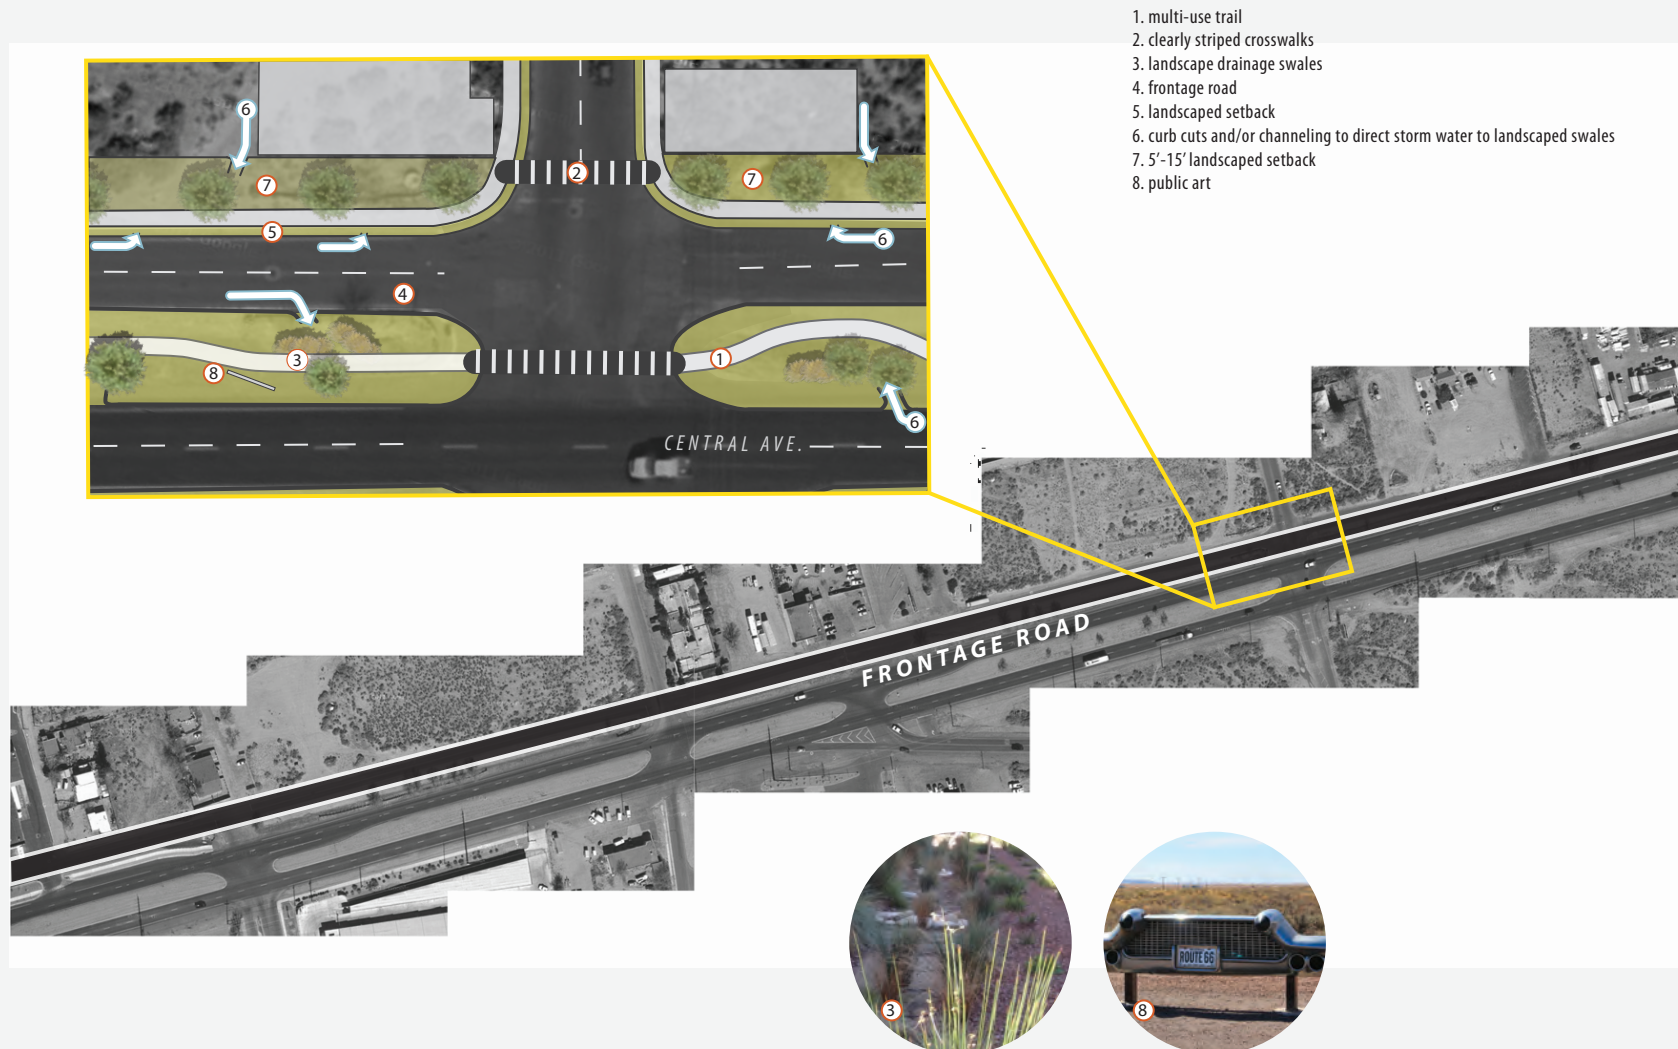 1. multi-use trail
2. clearly striped crosswalks
3. landscape drainage swales
4. frontage road
5. landscaped setback
6. curb cuts and/or channeling to direct storm water to landscaped swales
7. 5’-15’ landscaped setback
8. public art
6
2
7
7
5
6
4
3
1
8
6
CENTRAL AVE.
FRONTAGE ROAD
ROUTE 66
3
8